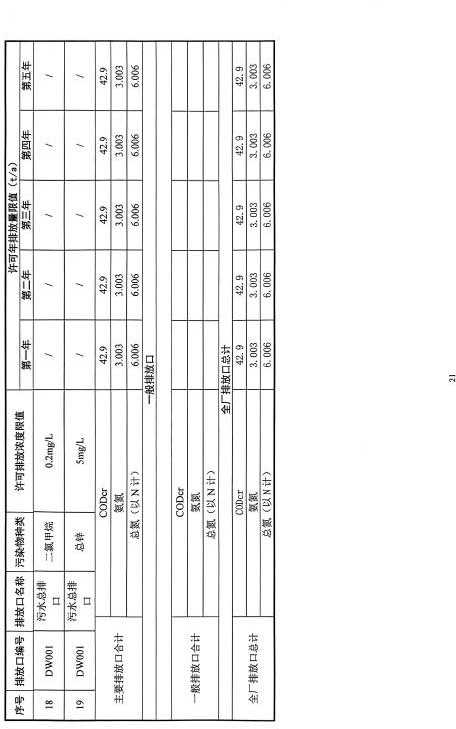 许可年排放量限值（t/a）
序号 排放口编号 排放口名称 污染物种类 许可排放浓度限值 第一年 第二年 第三年 第四年 第五年
18 DW001 污水总排口 二氯甲烷 0.2mg/L / / / / /
19 DW001 污水总排口 总锌 5mg/L / / / / /
主要排放口合计 CODcr 42.9 42.9 42.9 42.9 42.9
氨氮 3.003 3.003 3.003 3.003 3.003
总氮（以N计） 6.006 6.006 6.006 6.006 6.006
一般排放口
一般排放口合计 CODcr
氨氮
总氮（以N计）
全厂排放口总计
全厂排放口总计 CODcr 42.9 42.9 42.9 42.9 42.9
氨氮 3.003 3.003 3.003 3.003 3.003
总氮（以N计） 6.006 6.006 6.006 6.006 6.006
21